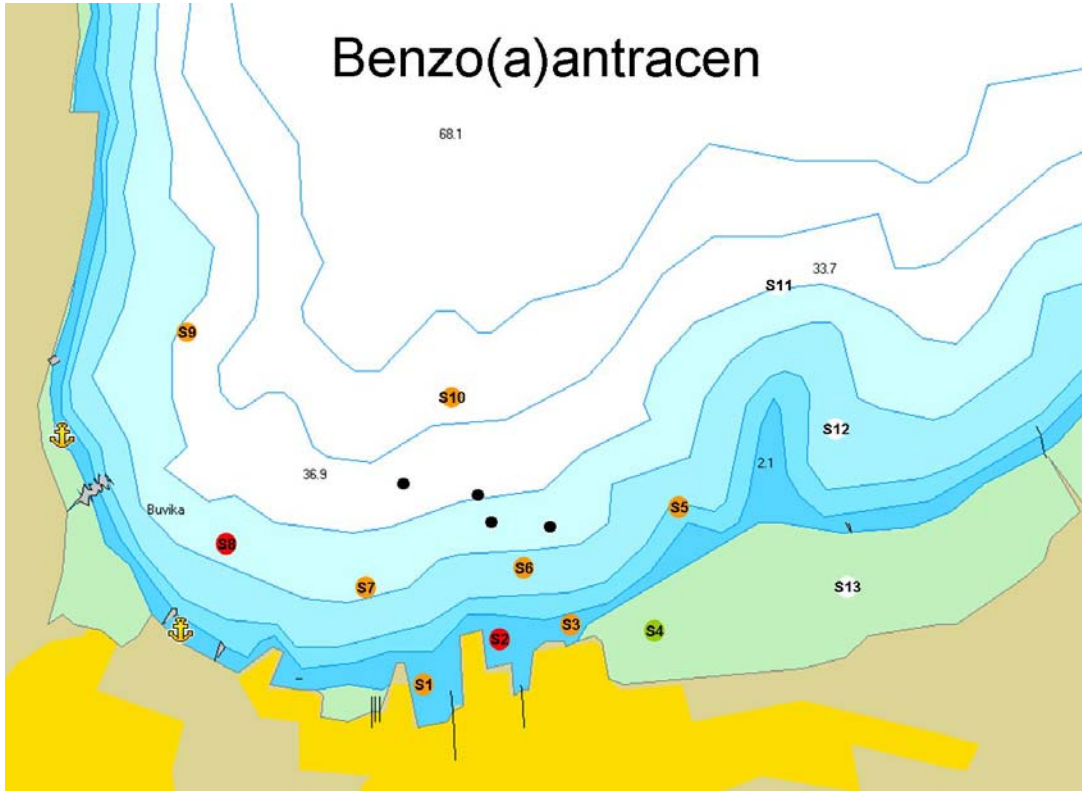 Benzo(a)antracen
68.1
33.7
S11
S9
S10
S12
2.1
36.9
Buvika
S5
S8
S6
S7
S13
S3
S4
S2
S1